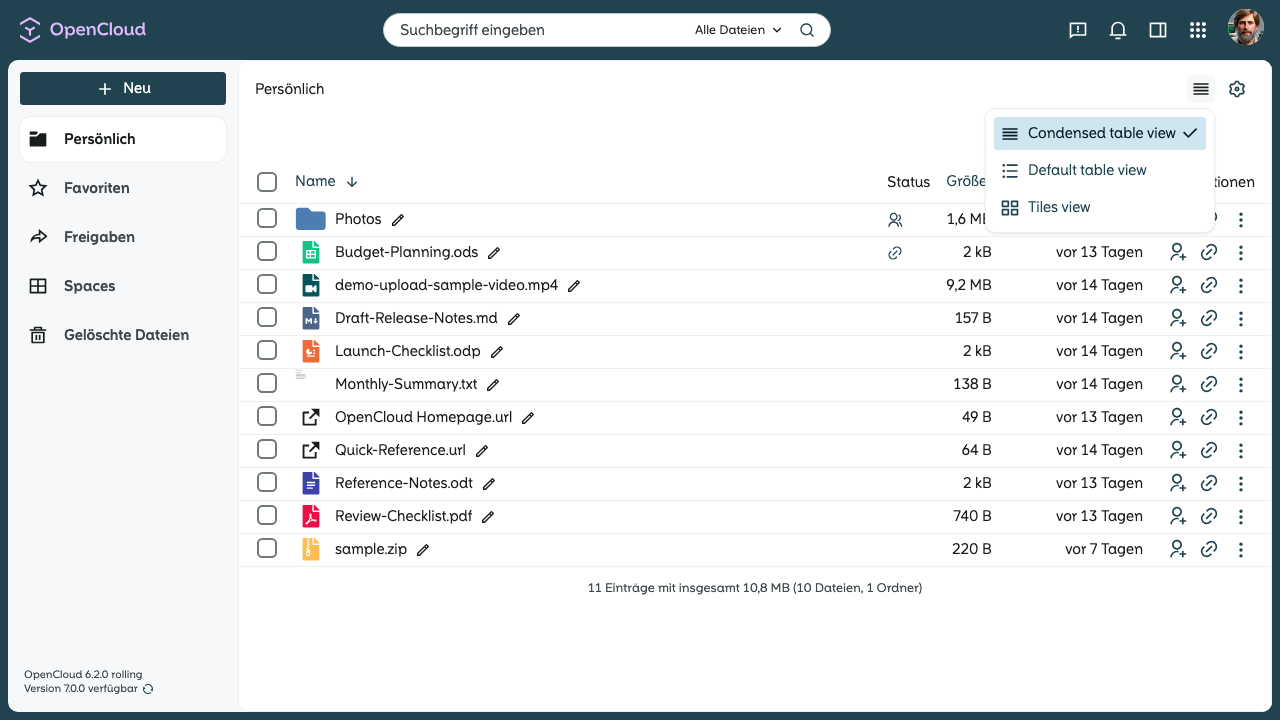 OpenCloud
Suchbegriff eingeben
Alle Dateien
Neu
Persönlich
Favoriten
Freigaben
Spaces
Gelöschte Dateien
OpenCloud 6.2.0 rolling
Version 7.0.0 verfügbar
Persönlich
Condensed table view
Default table view
Tiles view
Name Status Größe
Photos 1,6
Budget-Planning.ods 2 kB vor 13 Tagen
demo-upload-sample-video.mp4 9,2 MB vor 14 Tagen
Draft-Release-Notes.md 157 B vor 14 Tagen
Launch-Checklist.odp 2 kB vor 14 Tagen
Monthly-Summary.txt 138 B vor 14 Tagen
OpenCloud Homepage.url 49 B vor 13 Tagen
Quick-Reference.url 64 B vor 14 Tagen
Reference-Notes.odt 2 kB vor 13 Tagen
Review-Checklist.pdf 740 B vor 13 Tagen
sample.zip 220 B vor 7 Tagen
11 Einträge mit insgesamt 10,8 MB (10 Dateien, 1 Ordner)